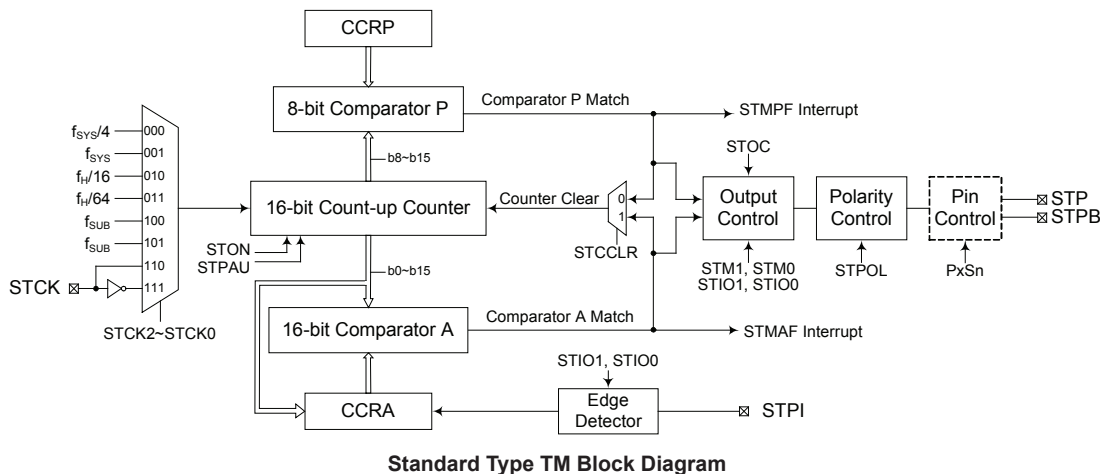 CCRP
8-bit Comparator P
Comparator P Match
STMPF Interrupt
b8~b15
fSYS/4
000
fSYS
001
fH/16
010
fH/64
011
fSUB
100
fSUB
101
110
111
STCK
STCK2~STCK0
16-bit Count-up Counter
STON
STPAU
Counter Clear
0
1
STCCLR
STOC
Output
Control
STM1, STM0
STIO1, STIO0
Polarity
Control
STPOL
Pin
Control
PxSn
STP
STPB
b0~b15
16-bit Comparator A
Comparator A Match
STMAF Interrupt
STIO1, STIO0
CCRA
Edge
Detector
STPI
Standard Type TM Block Diagram